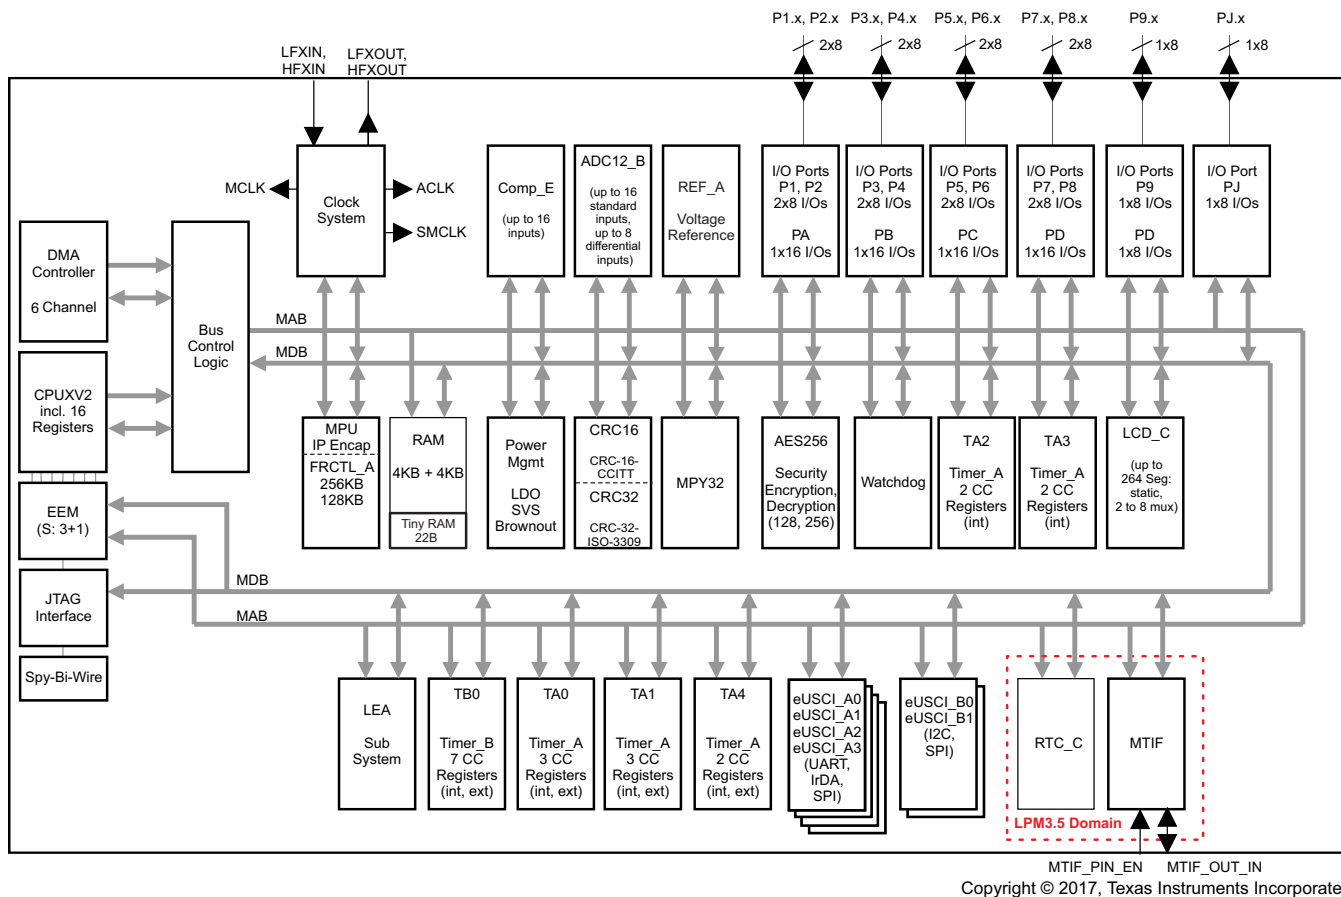 P1.x, P2.x
P3.x, P4.x
P5.x, P6.x
P7.x, P8.x
P9.x
PJ.x
2x8
2x8
2x8
2x8
1x8
1x8
LFXIN,
HFXIN
LFXOUT,
HFXOUT
MCLK
Clock
System
ACLK
SMCLK
Comp_E
(up to 16
inputs)
ADC12_B
(up to 16
standard
inputs,
up to 8
differential
inputs)
REF_A
Voltage
Reference
I/O Ports
P1, P2
2x8 I/Os
PA
1x16 I/Os
I/O Ports
P3, P4
2x8 I/Os
PB
1x16 I/Os
I/O Ports
P5, P6
2x8 I/Os
PC
1x16 I/Os
I/O Ports
P7, P8
2x8 I/Os
PD
1x16 I/Os
I/O Ports
P9
1x8 I/Os
PD
1x8 I/Os
I/O Port
PJ
1x8 I/Os
DMA
Controller
6 Channel
Bus
Control
Logic
MAB
MDB
CPUXV2
incl. 16
Registers
MPU
IP Encap
FRCTL_A
256KB
128KB
RAM
4KB + 4KB
Tiny RAM
22B
Power
Mgmt
LDO
SVS
Brownout
CRC16
CRC-16-
CCITT
CRC32
CRC-32-
ISO-3309
MPY32
AES256
Security
Encryption,
Decryption
(128, 256)
Watchdog
TA2
Timer_A
2 CC
Registers
(int)
TA3
Timer_A
2 CC
Registers
(int)
LCD_C
(up to
264 Seg:
static,
2 to 8 mux)
EEM
(S: 3+1)
MDB
MAB
JTAG
Interface
Spy-Bi-Wire
LEA
Sub
System
TB0
Timer_B
7 CC
Registers
(int, ext)
TA0
Timer_A
3 CC
Registers
(int, ext)
TA1
Timer_A
3 CC
Registers
(int, ext)
TA4
Timer_A
2 CC
Registers
(int, ext)
eUSCI_A0
eUSCI_A1
eUSCI_A2
eUSCI_A3
(UART,
IrDA,
SPI)
eUSCI_B0
eUSCI_B1
(I2C,
SPI)
RTC_C
MTIF
LPM3.5 Domain
MTIF_PIN_EN
MTIF_OUT_IN
Copyright © 2017, Texas Instruments Incorporate